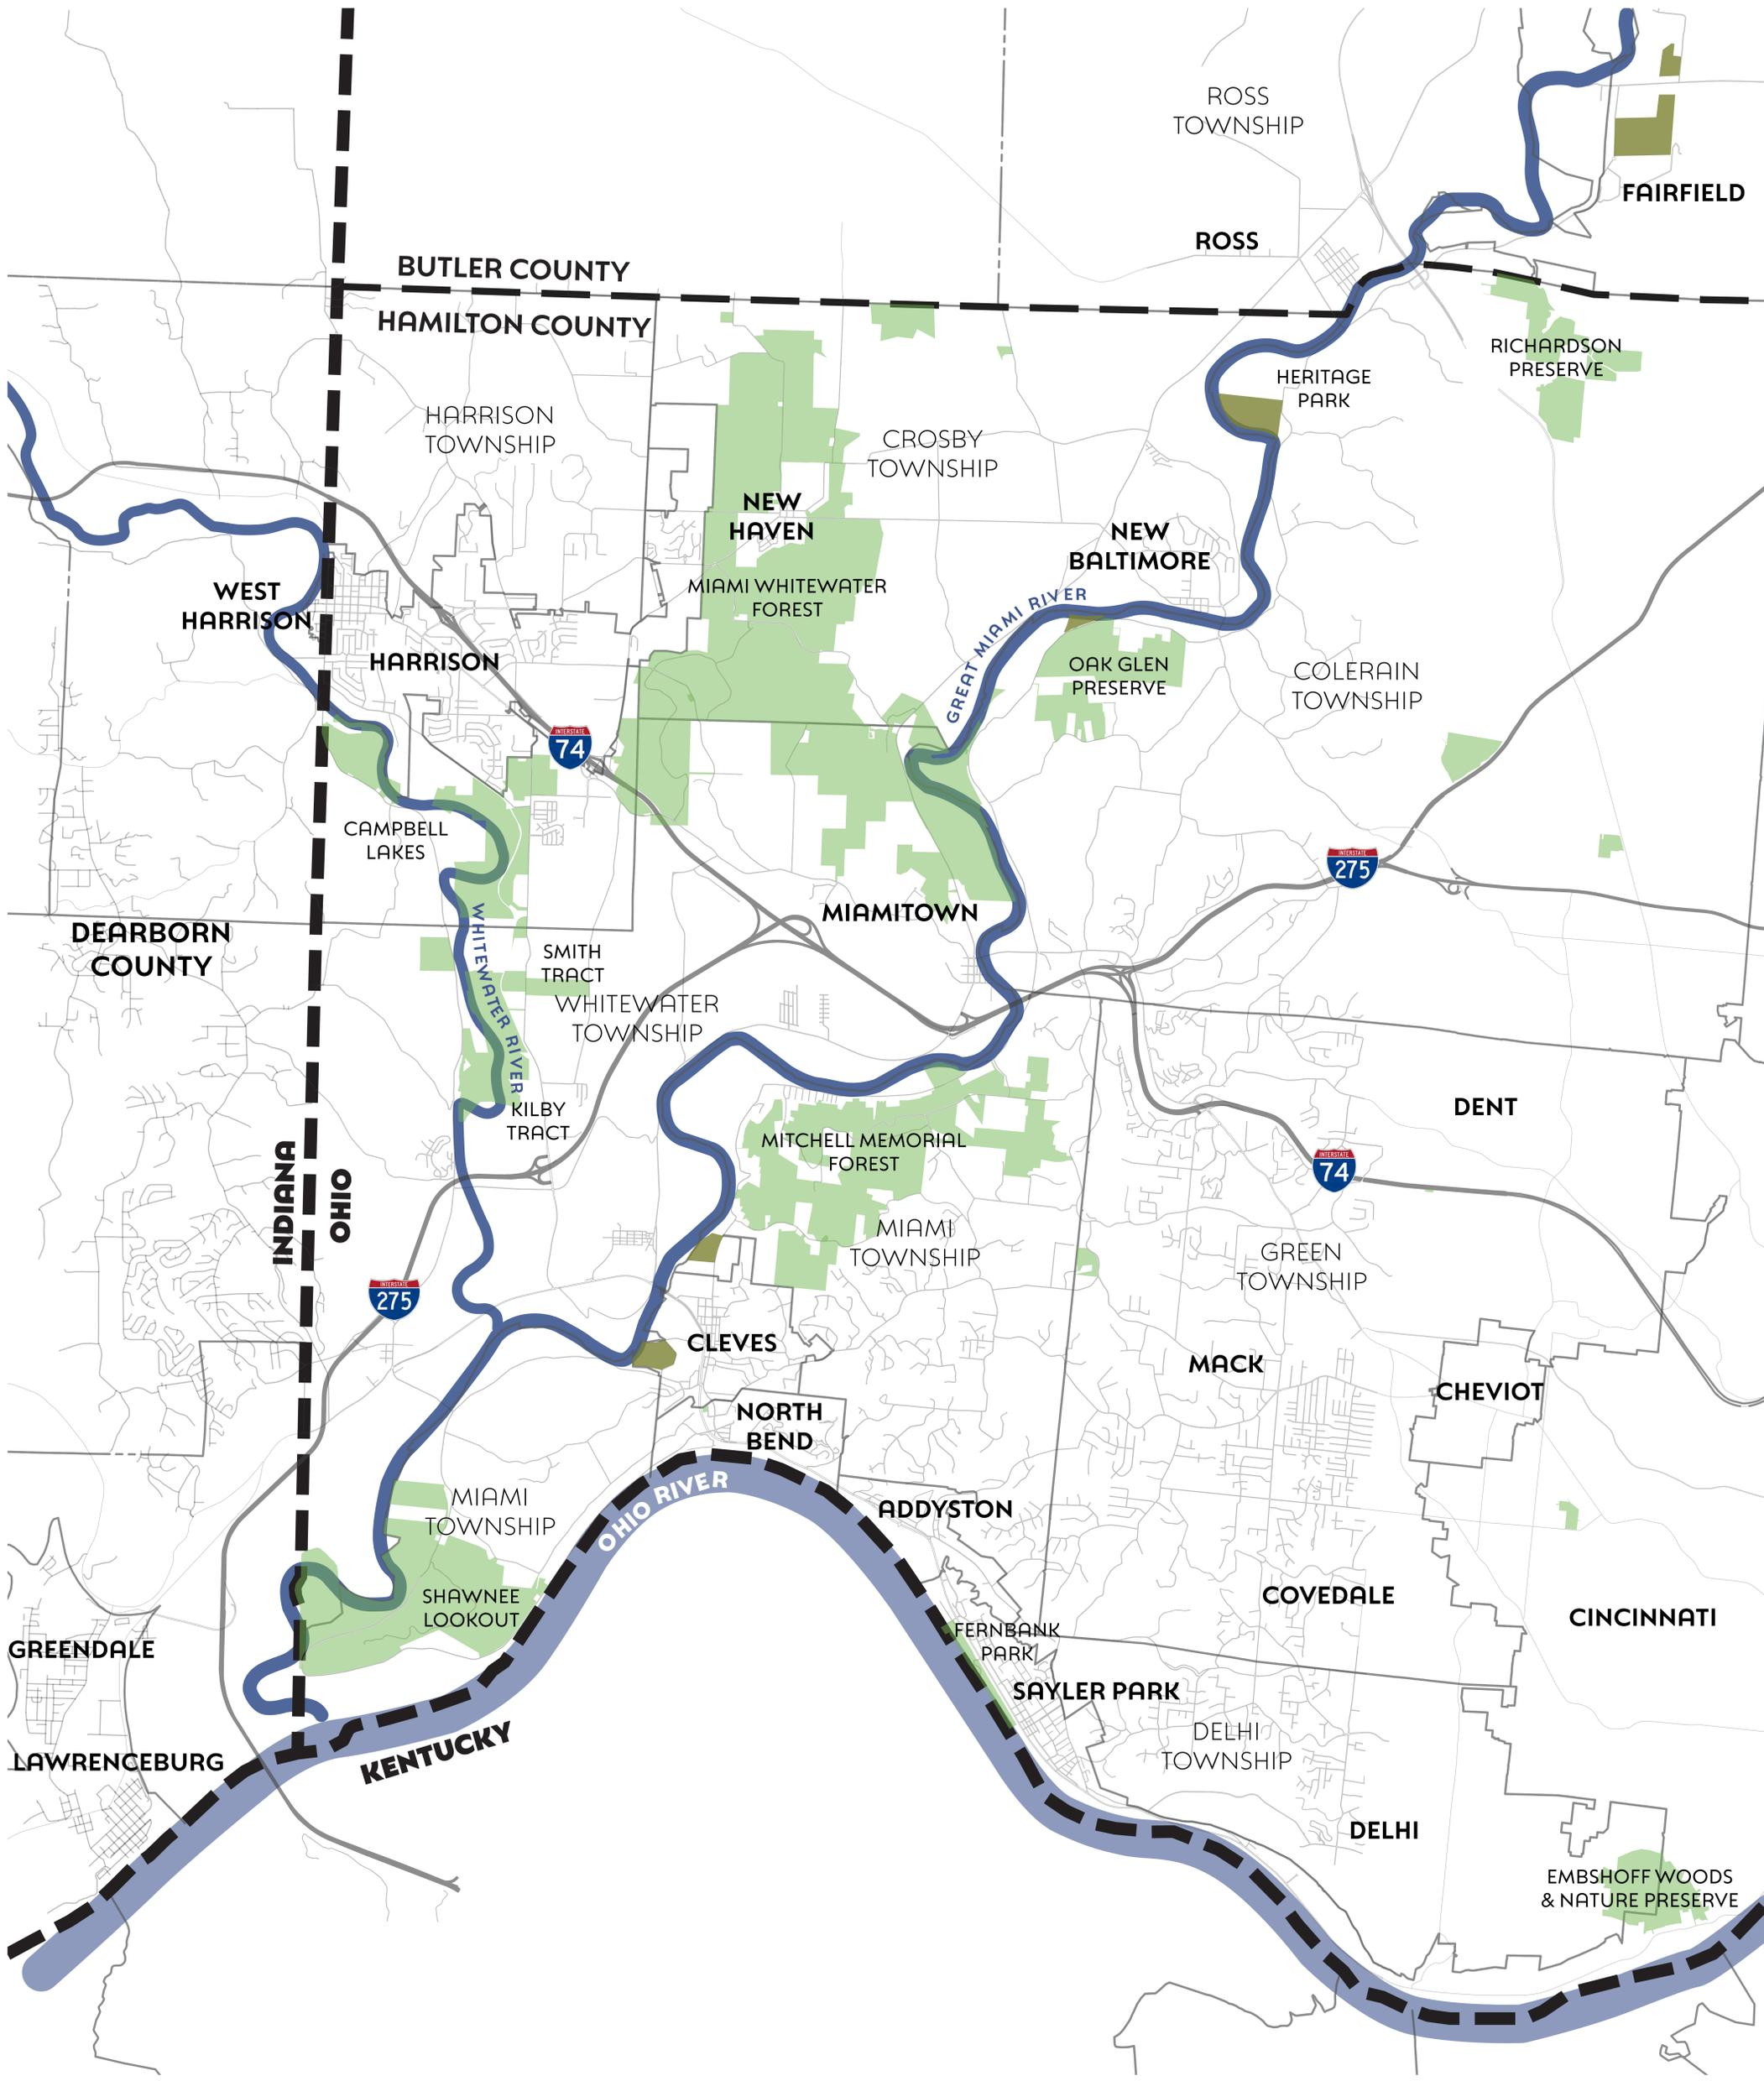 ROSS
TOWNSHIP
FAIRFIELD
ROSS
BUTLER COUNTY
HAMILTON COUNTY
RICHARDSON
PRESERVE
HERITAGE
PARK
HARRISON
TOWNSHIP
CROSBY
TOWNSHIP
NEW
HAVEN
NEW
BALTIMORE
MIAMI WHITEWATER
FOREST
WEST
HARRISON
GREAT MIAMI RIVER
HARRISON
OAK GLEN
PRESERVE
COLERAIN
TOWNSHIP
INTERSTATE
74
CAMPBELL
LAKES
INTERSTATE
275
MIAMITOWN
DEARBORN
COUNTY
WHITEWATER RIVER
SMITH
TRACT
WHITEWATER
TOWNSHIP
KILBY
TRACT
DENT
MITCHELL MEMORIAL
FOREST
INTERSTATE
74
INDIANA
OHIO
MIAMI
TOWNSHIP
GREEN
TOWNSHIP
INTERSTATE
275
CLEVES
MACK
CHEVIOT
NORTH
BEND
OHIO RIVER
MIAMI
TOWNSHIP
ADDYSTON
SHAWNEE
LOOKOUT
COVEDALE
CINCINNATI
FERNBANK
PARK
GREENDALE
SAYLER PARK
DELHI
TOWNSHIP
LAWRENCEBURG
KENTUCKY
DELHI
EMBSHOFF WOODS
& NATURE PRESERVE